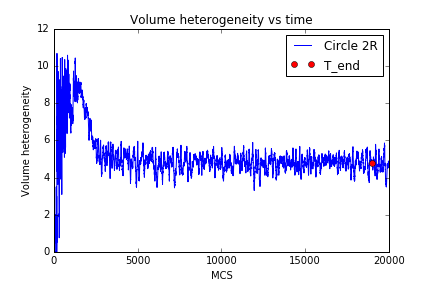 Volume heterogeneity vs time
12
10
8
6
4
2
0
Volume heterogeneity
Circle 2R
T_end
0 5000 10000 15000 20000
MCS